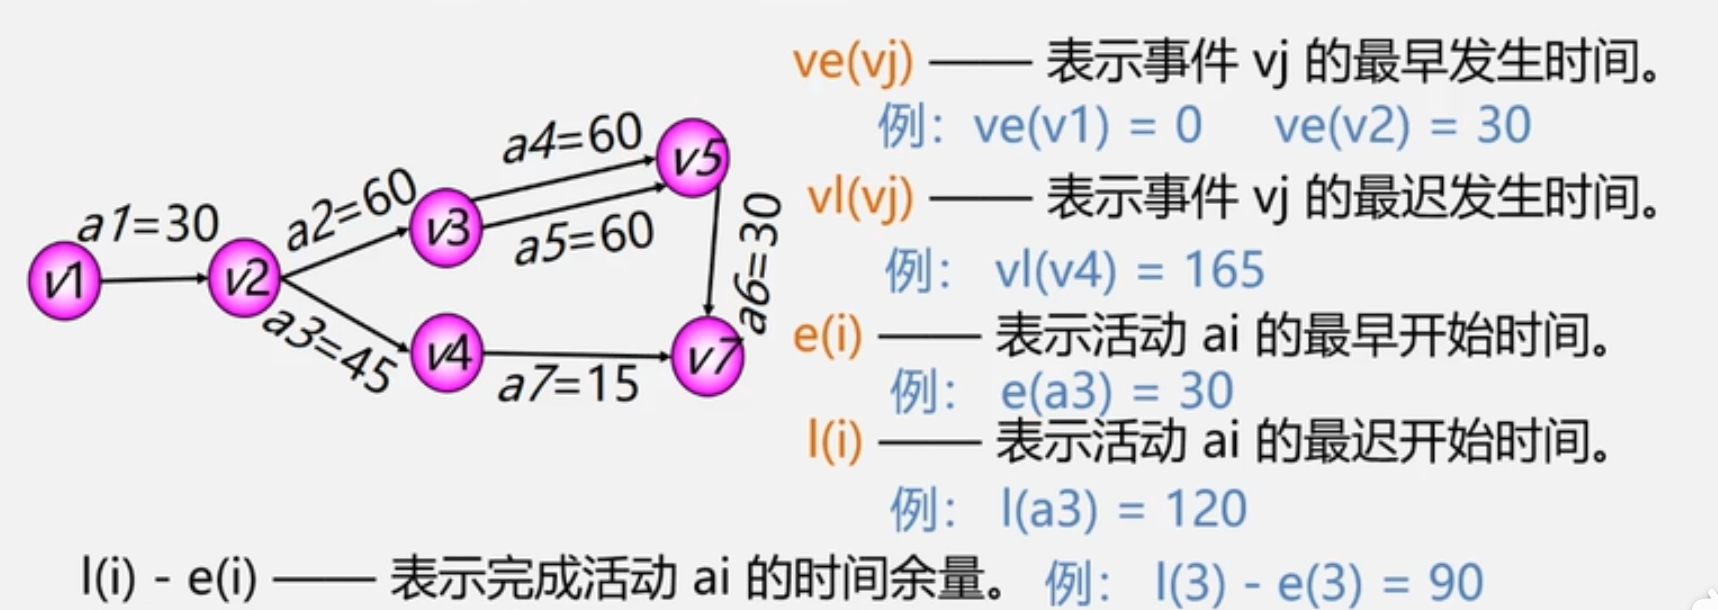 ve(vj) —— 表示事件 vj 的最早发生时间。
例：ve(v1) = 0 ve(v2) = 30
vl(vj) —— 表示事件 vj 的最迟发生时间。
例： vl(v4) = 165
e(i) —— 表示活动 ai 的最早开始时间。
例： e(a3) = 30
l(i) —— 表示活动 ai 的最迟开始时间。
例： l(a3) = 120
l(i) - e(i) —— 表示完成活动 ai 的时间余量。 例： l(3) - e(3) = 90
v1
a1=30
v2
a2=60
a3=45
v3
v4
a4=60
a5=60
a7=15
v5
a6=30
v7